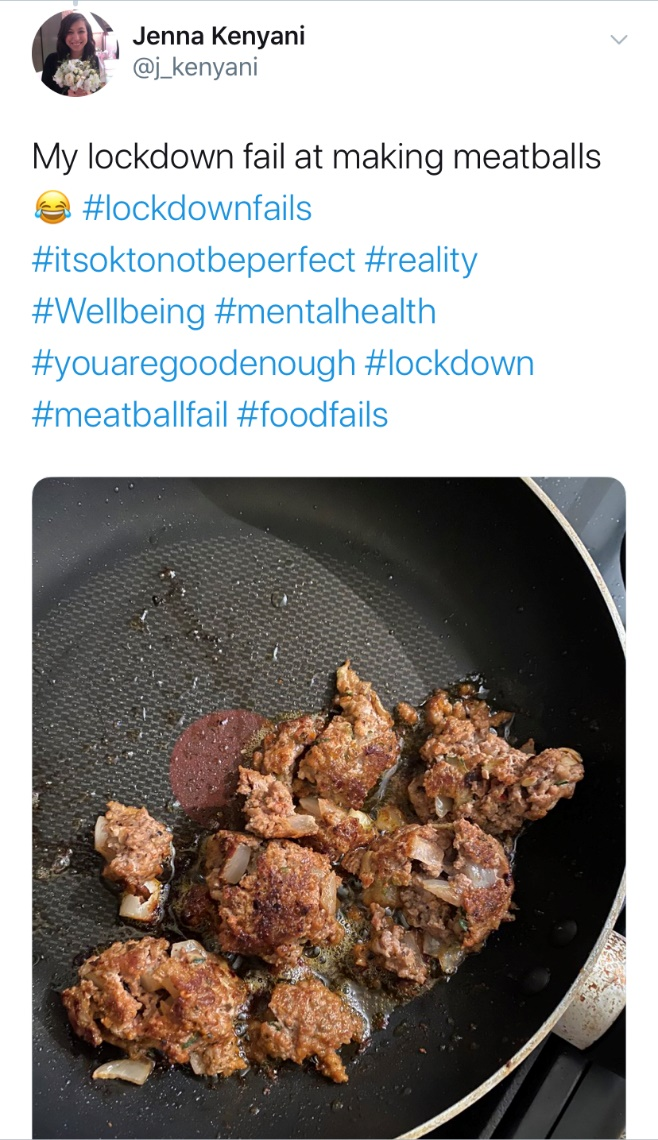 Jenna Kenyani
@j_kenyani
My lockdown fail at making meatballs
😂 #lockdownfails
#itsoktonotbeperfect #reality
#Wellbeing #mentalhealth
#youaregoodenough #lockdown
#meatballfail #foodfails